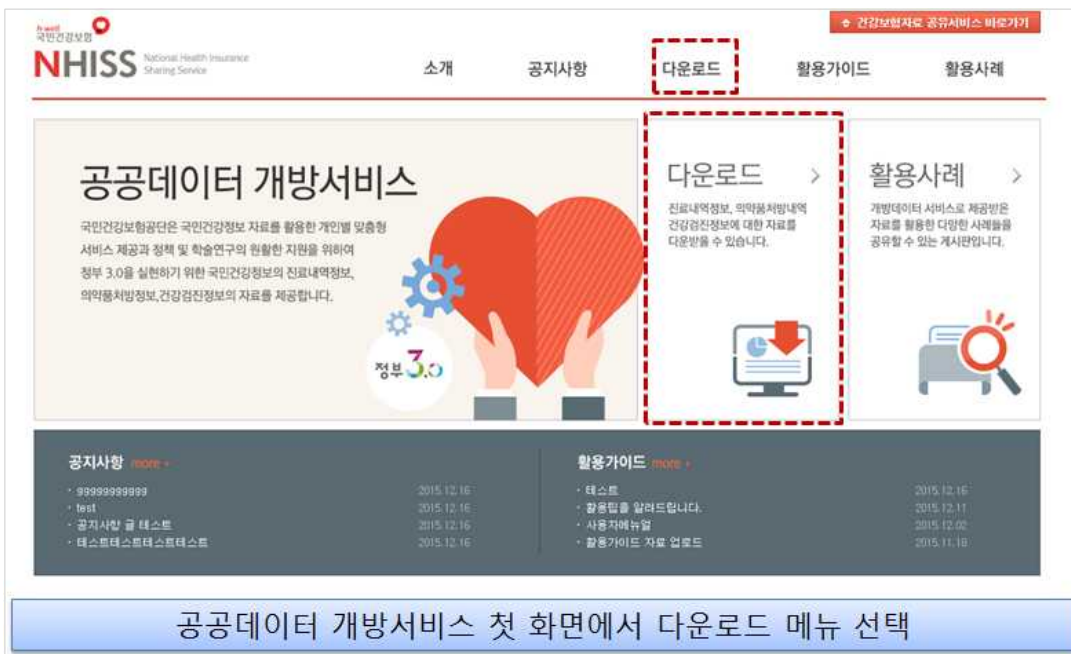 h-well
국민건강보험
NHISS National Health Insurance
Sharing Service
건강보험자료 공유서비스 바로가기
소개 공지사항 다운로드 활용가이드 활용사례
공공데이터 개방서비스
국민건강보험공단은 국민건강정보 자료를 활용한 개인별 맞춤형
서비스 제공과 정책 및 학술연구의 원활한 지원을 위하여
정부 3.0을 실현하기 위한 국민건강정보의 진료내역정보,
의약품처방정보,건강검진정보의 자료를 제공합니다.
정부 3.0
다운로드 >
진료내역정보, 의약품처방내역
건강검진정보에 대한 자료를
다운받을 수 있습니다.
활용사례 >
개방데이터 서비스로 제공받은
자료를 활용한 다양한 사례들을
공유할 수 있는 게시판입니다.
공지사항 more +
· 99999999999 2015.12.16
· test 2015.12.16
· 공지사항 글 테스트 2015.12.16
· 테스트테스트테스트테스트 2015.12.16
활용가이드 more +
· 테스트 2015.12.16
· 활용팁을 알려드립니다. 2015.12.11
· 사용자메뉴얼 2015.12.02
· 활용가이드 자료 업로드 2015.11.18
공공데이터 개방서비스 첫 화면에서 다운로드 메뉴 선택